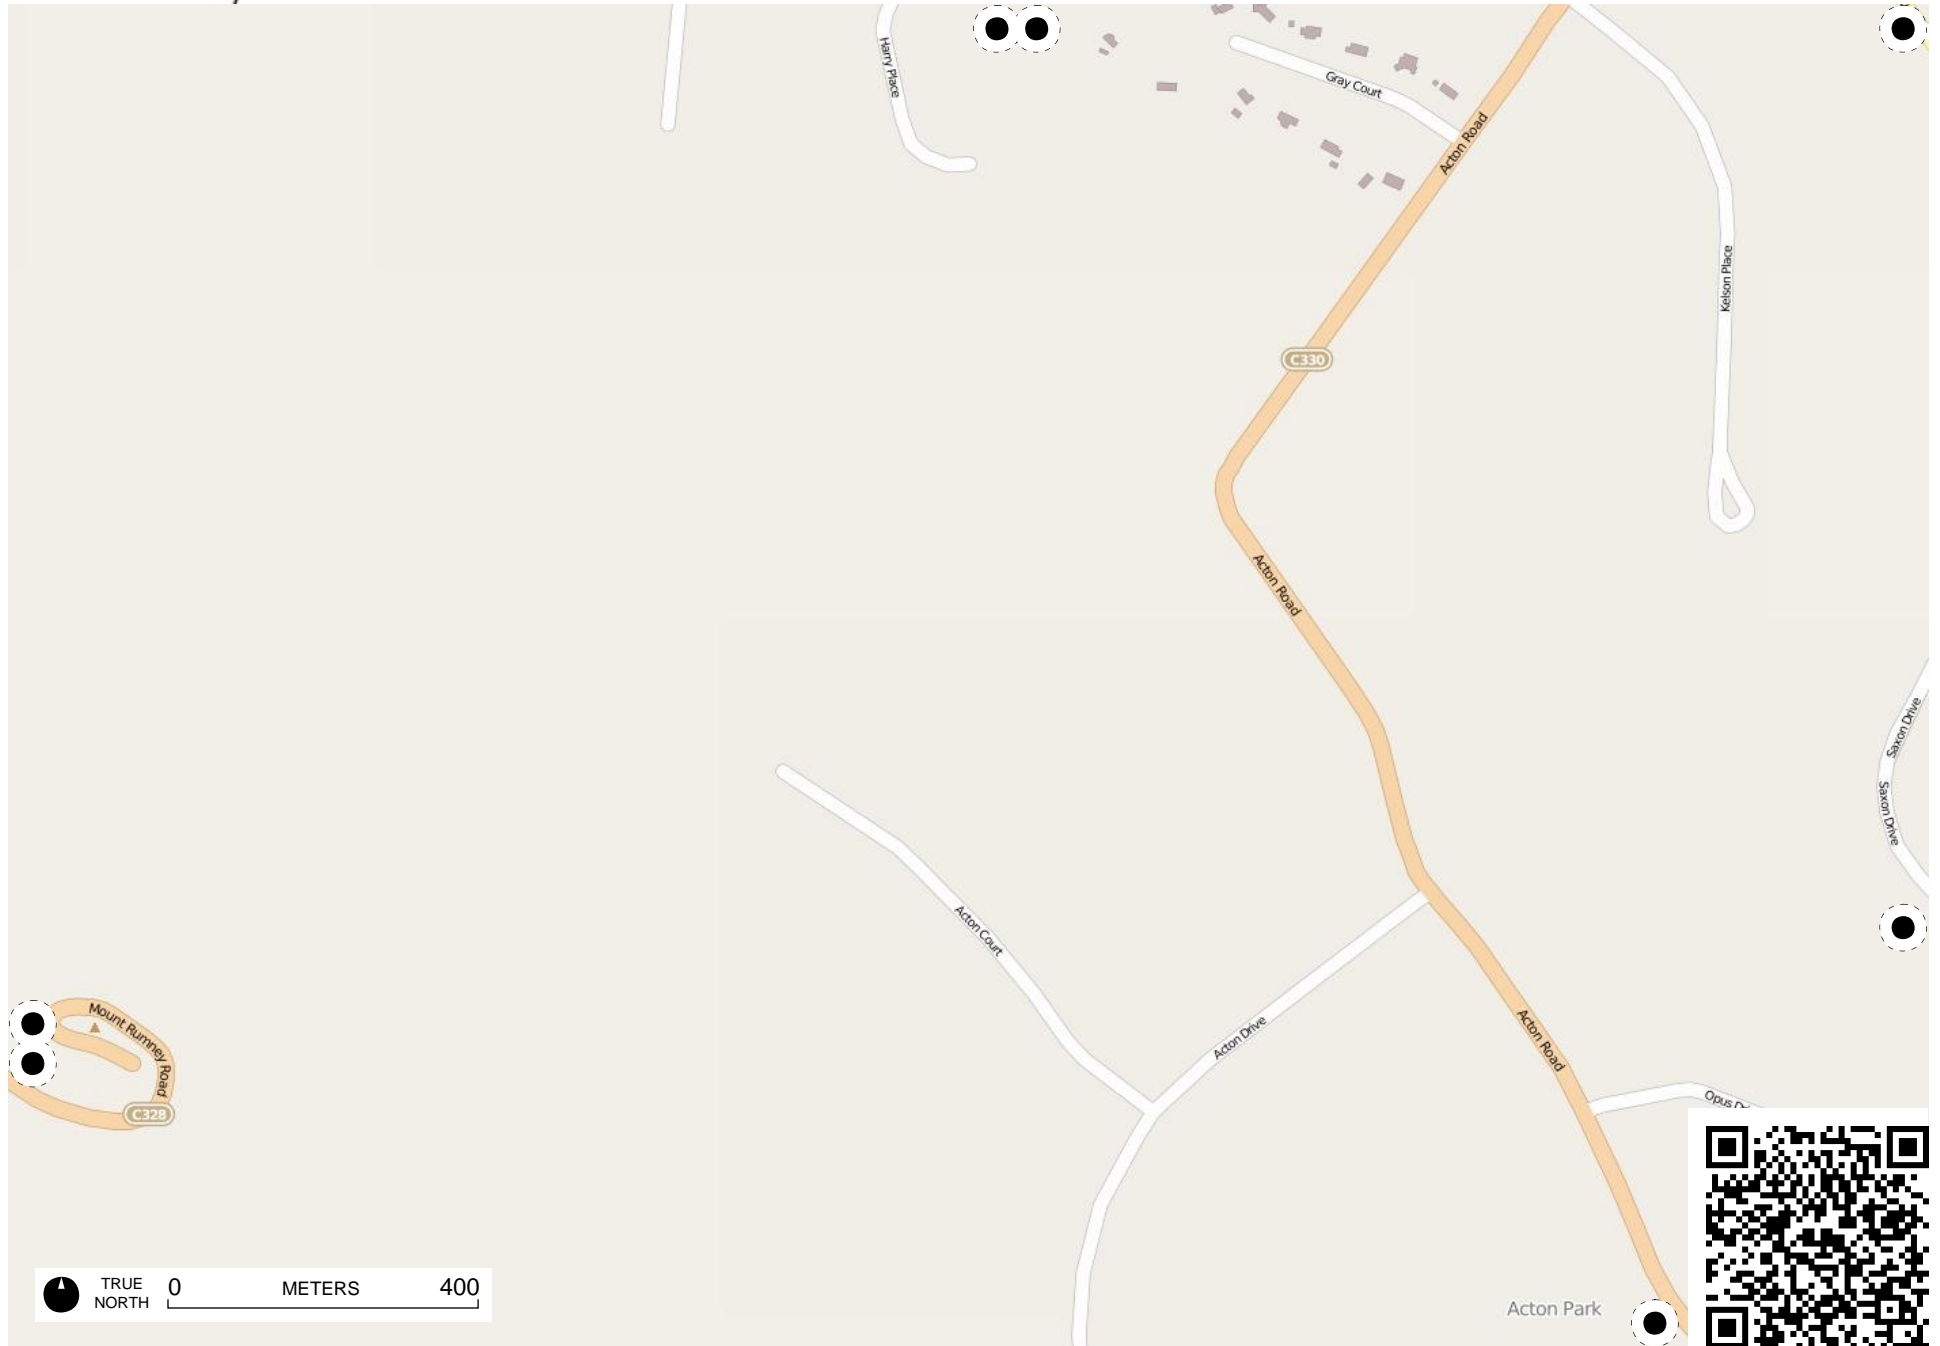 Harry Place
Gray Court
Acton Road
Kelson Place
C330
Acton Road
Saxon Drive
Saxon Drive
Acton Court
Mount Rumney Road
Acton Drive
Acton Road
Opus
C328
TRUE
NORTH
0 METERS 400
Acton Park